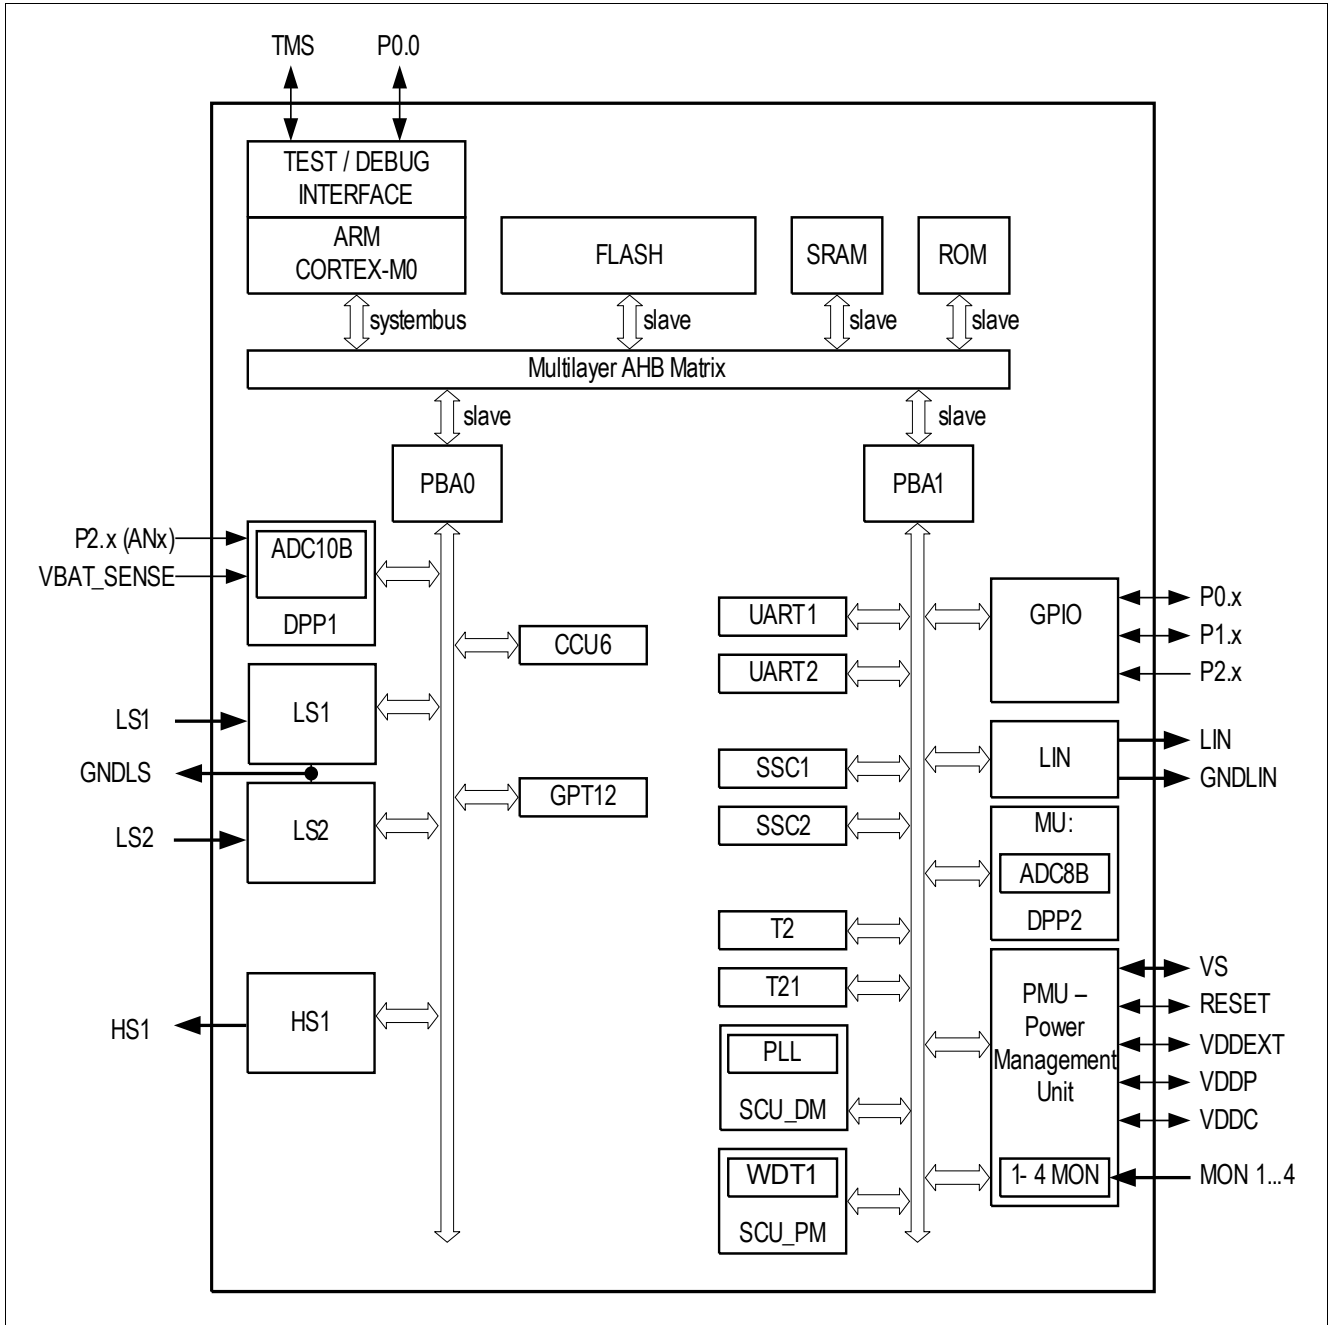 TMS
P0.0
TEST / DEBUG
INTERFACE
ARM
CORTEX-M0
FLASH
SRAM
ROM
systembus
slave
slave
slave
Multilayer AHB Matrix
slave
slave
PBA0
PBA1
P2.x (ANx)
VBAT_SENSE
ADC10B
DPP1
CCU6
LS1
LS1
GNDLS
GPT12
LS2
LS2
HS1
HS1
UART1
UART2
SSC1
SSC2
T2
T21
PLL
SCU_DM
WDT1
SCU_PM
GPIO
P0.x
P1.x
P2.x
LIN
LIN
GNDLIN
MU:
ADC8B
DPP2
PMU –
Power
Management
Unit
VS
RESET
VDDEXT
VDDP
VDDC
1- 4 MON
MON 1...4